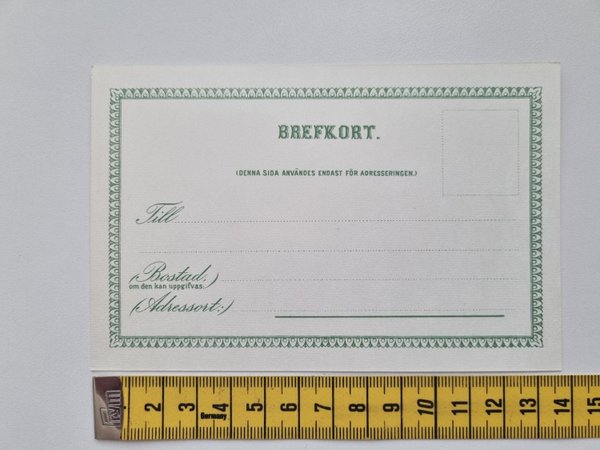 BREFKORT.
(DENNA SIDA ANVÄNDES ENDAST FÖR ADRESSERINGEN.)
Till
(Bostad.)
om den kan uppgifvas.
(Adressort:)
2 3 4 5 6 7 8 9 10 11 12 13 14 15
Germany